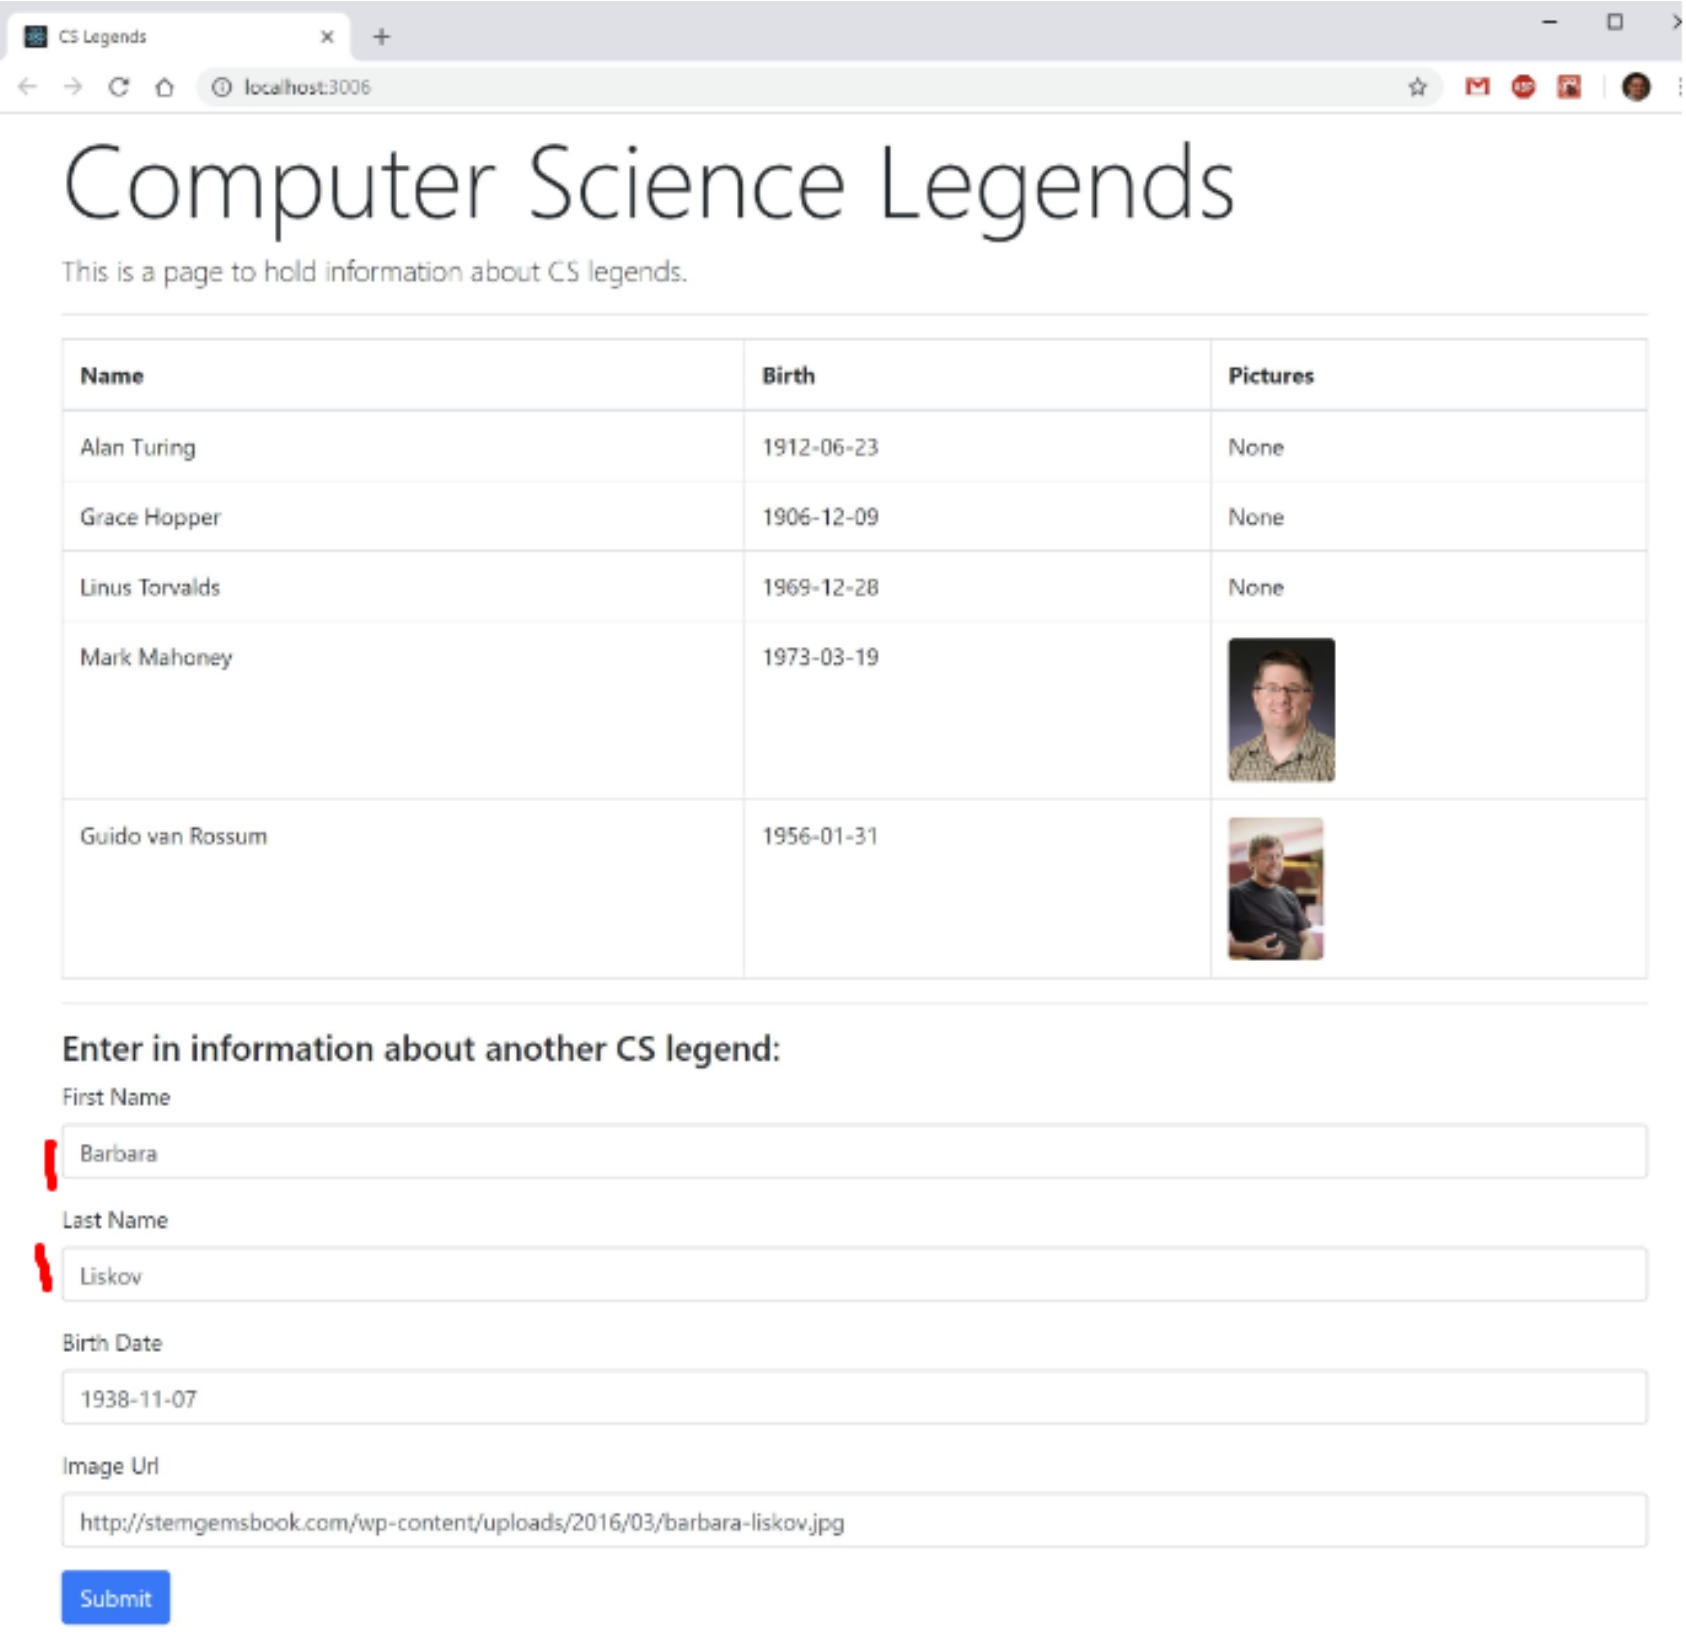 CS Legends
localhost:3006
Computer Science Legends
This is a page to hold information about CS legends.
Name Birth Pictures
Alan Turing 1912-06-23 None
Grace Hopper 1906-12-09 None
Linus Torvalds 1969-12-28 None
Mark Mahoney 1973-03-19
Guido van Rossum 1956-01-31
Enter in information about another CS legend:
First Name
Barbara
Last Name
Liskov
Birth Date
1938-11-07
Image Url
http://stemgemsbook.com/wp-content/uploads/2016/03/barbara-liskov.jpg
Submit